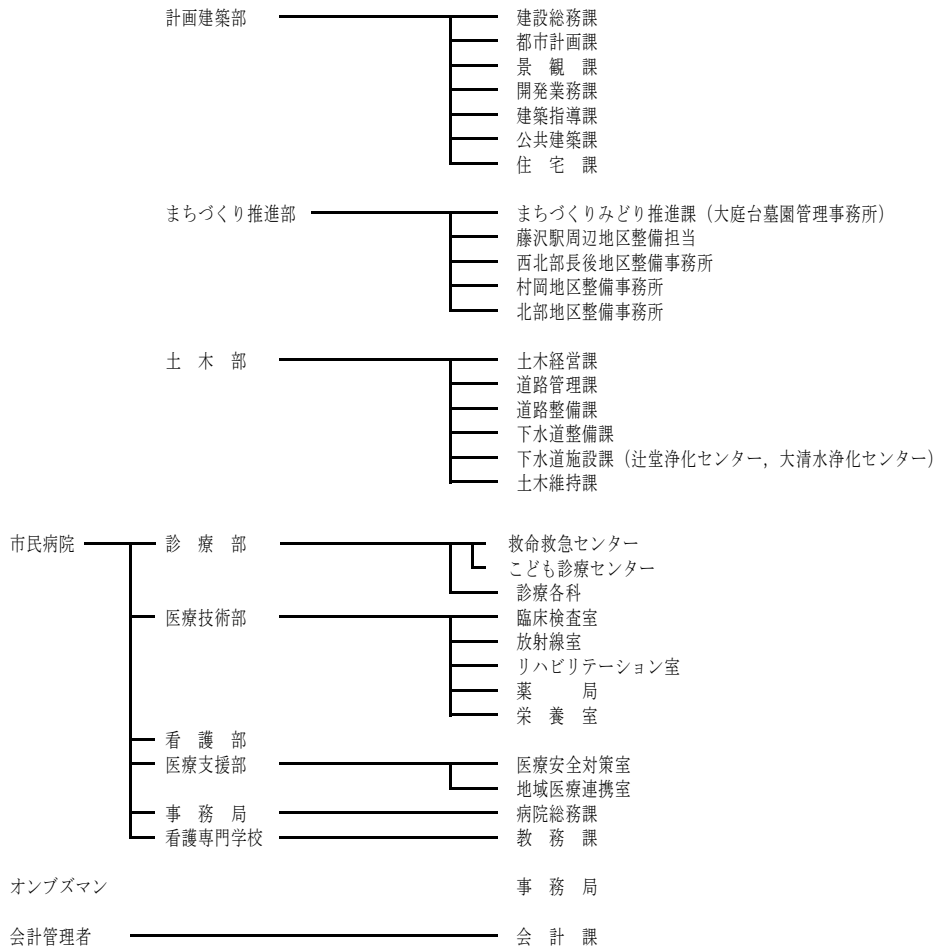 計画建築部 建設総務課
都市計画課
景　観　課
開発業務課
建築指導課
公共建築課
住　宅　課
まちづくり推進部 まちづくりみどり推進課（大庭台墓園管理事務所）
藤沢駅周辺地区整備担当
西北部長後地区整備事務所
村岡地区整備事務所
北部地区整備事務所
土　木　部 土木経営課
道路管理課
道路整備課
下水道整備課
下水道施設課（辻堂浄化センター，大清水浄化センター）
土木維持課
市民病院 診　療　部 救命救急センター
こども診療センター
診療各科
医療技術部 臨床検査室
放射線室
リハビリテーション室
薬　　　局
栄　養　室
看　護　部
医療支援部 医療安全対策室
地域医療連携室
事　務　局 病院総務課
看護専門学校 教　務　課
オンブズマン 事　務　局
会計管理者 会　計　課